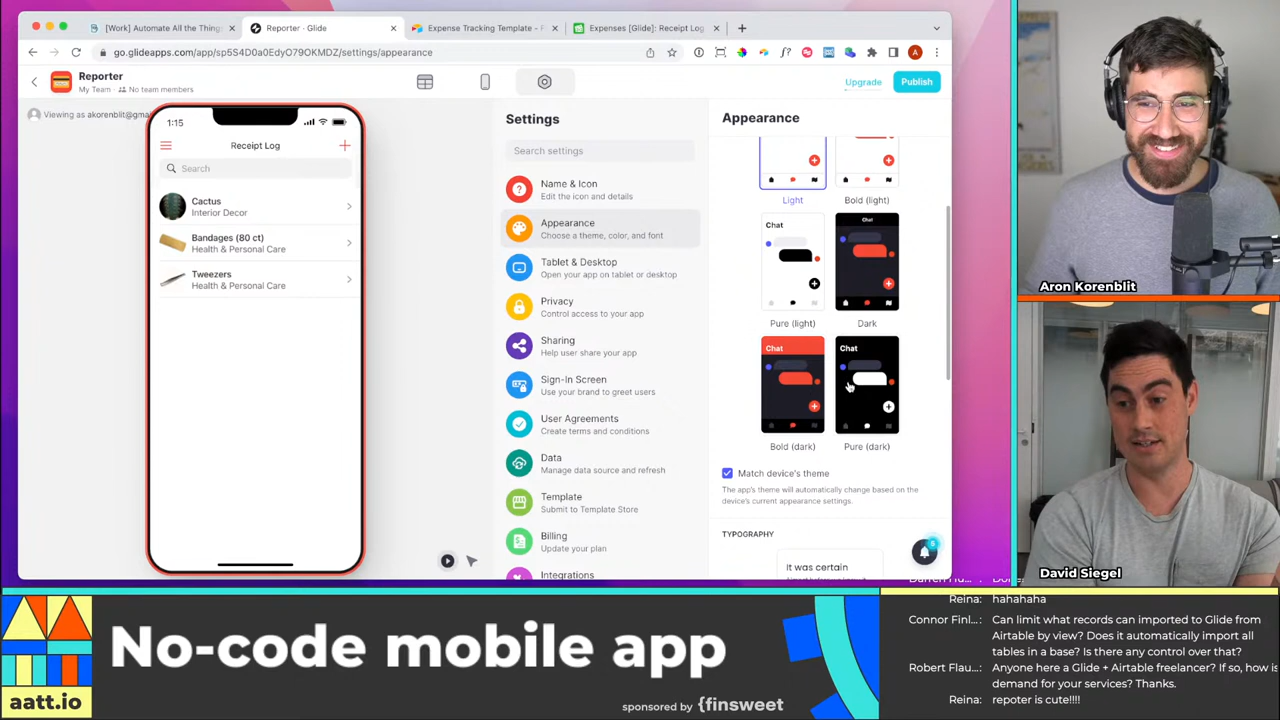 [Work] Automate All the Thing
Reporter - Glide
Expense Tracking Template -
Expenses [Glide]: Receipt Log
go.glideapps.com/app/sp5S4D0a0EdyO79OKMDZ/settings/appearance
A
Reporter
My Team
No team members
Upgrade
Publish
Viewing as akorenblit@gma
1:15
Receipt Log
Search
Cactus
Interior Decor
Bandages (80 ct)
Health & Personal Care
Tweezers
Health & Personal Care
Settings
Search settings
Name & Icon
Edit the icon and details
Appearance
Choose a theme, color, and font
Tablet & Desktop
Open your app on tablet or desktop
Privacy
Control access to your app
Sharing
Help user share your app
Sign-In Screen
Use your brand to greet users
User Agreements
Create terms and conditions
Data
Manage data source and refresh
Template
Submit to Template Store
Billing
Update your plan
Integrations
Appearance
Light
Bold (light)
Chat
Chat
Pure (light)
Dark
Chat
Chat
Bold (dark)
Pure (dark)
Match device's theme
The app's theme will automatically change based on the
device's current appearance settings.
TYPOGRAPHY
It was certain
8
Aron Korenblit
David Siegel
aatt.io
No-code mobile app
sponsored by {finsweet
Reina: hahahaha
Connor Finl...: Can limit what records can imported to Glide from
Airtable by view? Does it automatically import all
tables in a base? Is there any control over that?
Robert Flau...: Anyone here a Glide + Airtable freelancer? If so, how is
demand for your services? Thanks.
Reina: repoter is cute!!!!